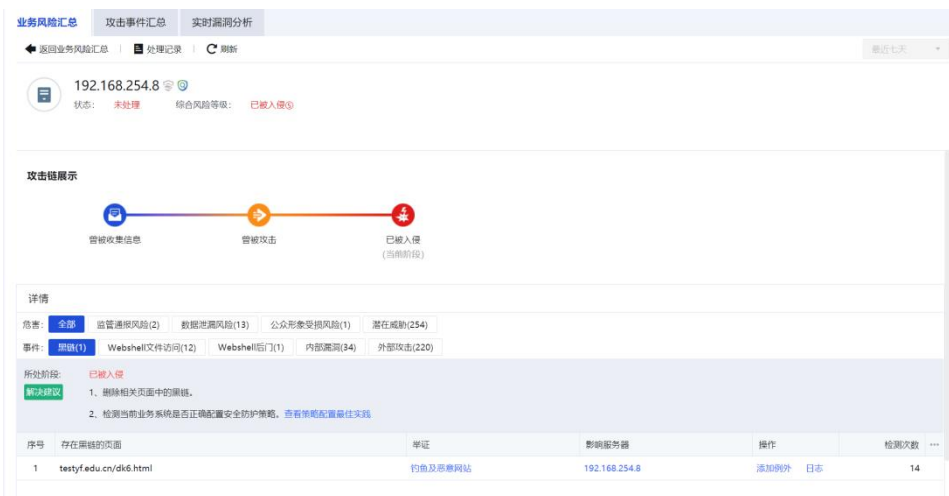 业务风险汇总 攻击事件汇总 实时漏洞分析
返回业务风险汇总 处理记录 刷新 最近七天
192.168.254.8
状态： 未处理 综合风险等级： 已被入侵⑤
攻击链展示
曾被收集信息 曾被攻击 已被入侵
(当前阶段)
详情
危害： 全部 监管通报风险(2) 数据泄漏风险(13) 公众形象受损风险(1) 潜在威胁(254)
事件： 黑链(1) Webshell文件访问(12) Webshell后门(1) 内部漏洞(34) 外部攻击(220)
所处阶段: 已被入侵
解决建议 1、删除相关页面中的黑链。
2、检测当前业务系统是否正确配置安全防护策略。查看策略配置最佳实践
序号 存在黑链的页面 举证 影响服务器 操作 检测次数 ···
1 testyf.edu.cn/dk6.html 钓鱼及恶意网站 192.168.254.8 添加例外 日志 14